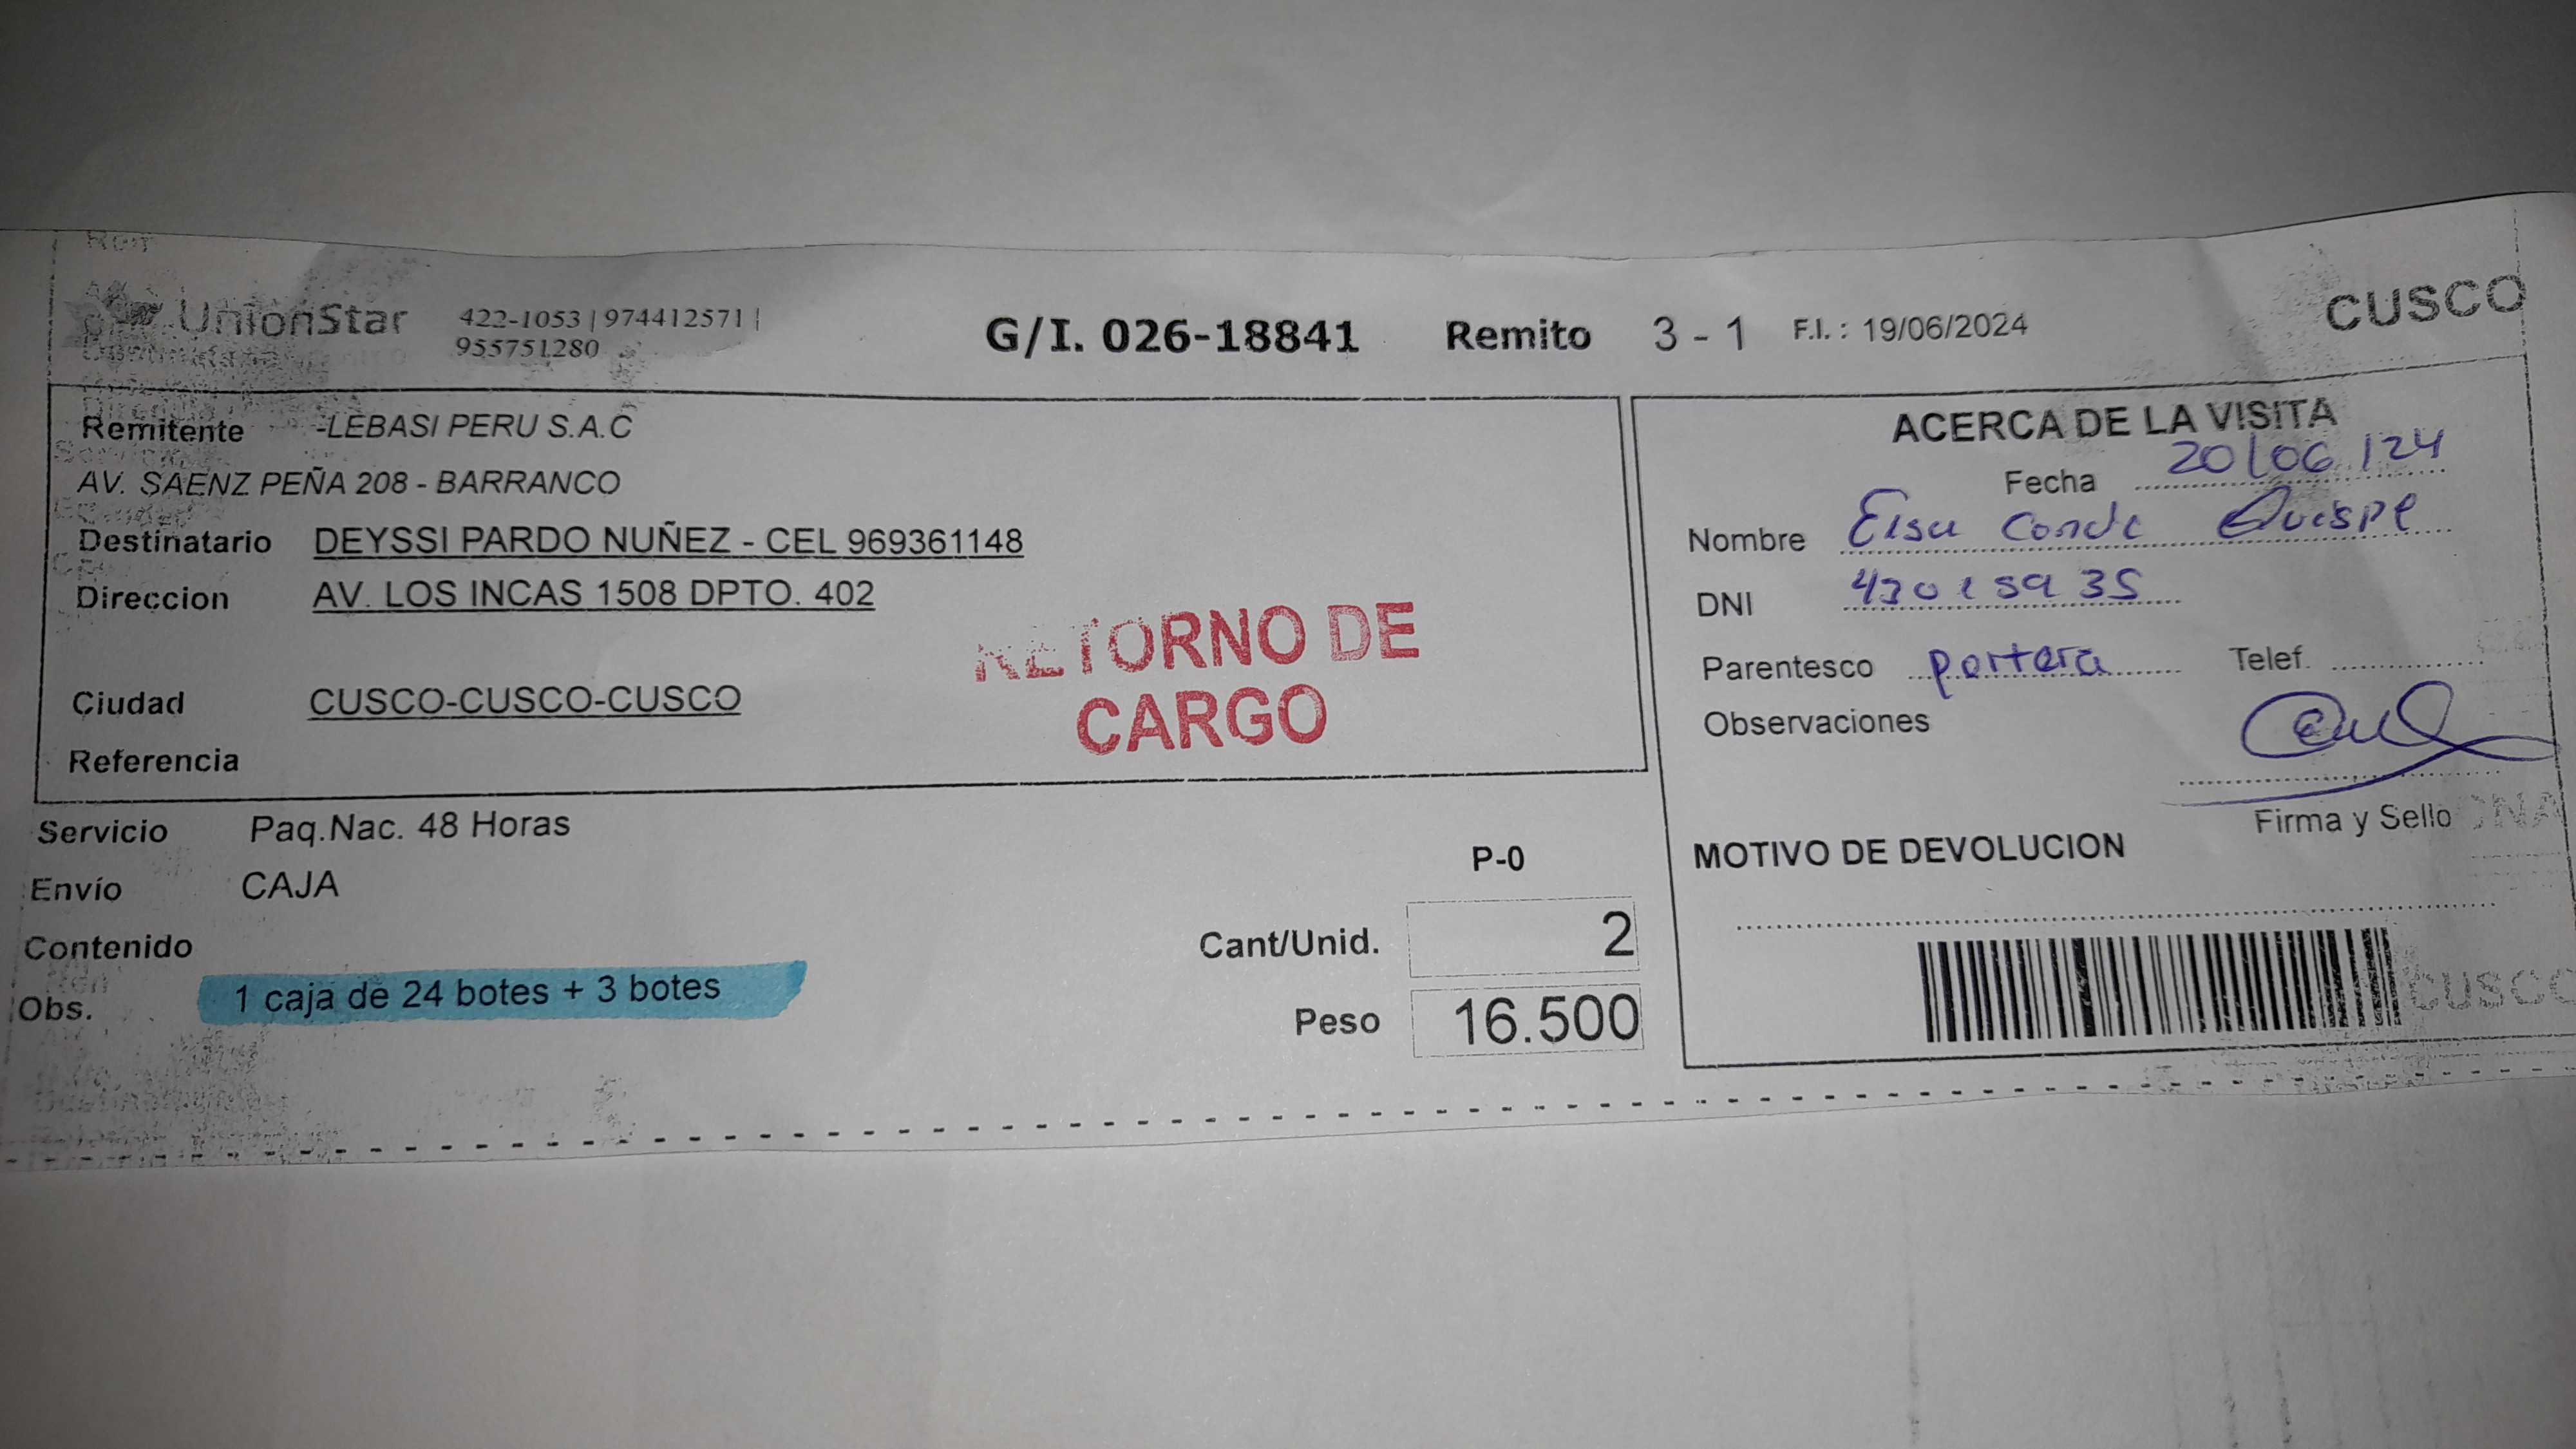 UnionStar
422-1053 | 974412571 |
955751280
G/I. 026-18841 Remito 3 - 1 F.I. : 19/06/2024
CUSCO
Remitente -LEBASI PERU S.A.C
AV. SAENZ PEÑA 208 - BARRANCO
Destinatario DEYSSI PARDO NUÑEZ - CEL 969361148
Direccion AV. LOS INCAS 1508 DPTO. 402
RETORNO DE
CARGO
Ciudad CUSCO-CUSCO-CUSCO
Referencia
Servicio Paq.Nac. 48 Horas
Envío CAJA
Contenido
Obs. 1 caja de 24 botes + 3 botes
P-0
Cant/Unid. 2
Peso 16.500
ACERCA DE LA VISITA
Fecha 20/06/24
Nombre Elsa Conde Quispe
DNI
Parentesco portera Telef.
Observaciones
Firma y Sello
MOTIVO DE DEVOLUCION
CUSCO